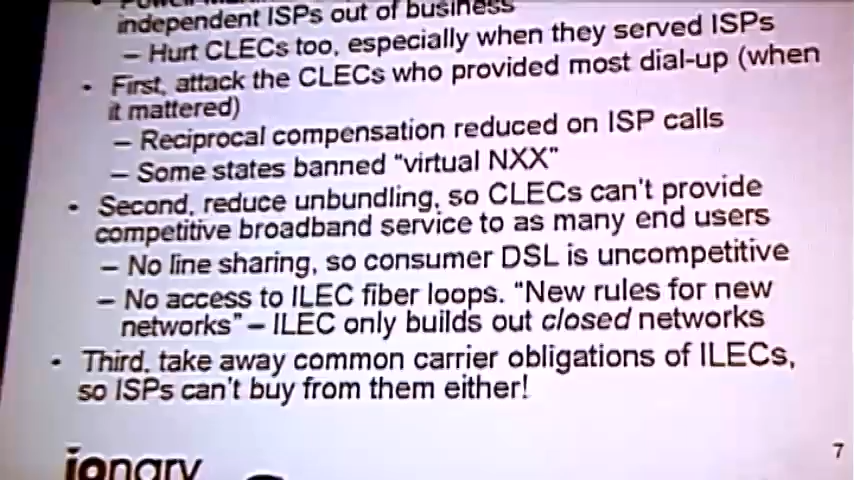 independent ISPs out of business
– Hurt CLECs too, especially when they served ISPs
• First, attack the CLECs who provided most dial-up (when
it mattered)
– Reciprocal compensation reduced on ISP calls
– Some states banned "virtual NXX"
• Second, reduce unbundling, so CLECs can't provide
competitive broadband service to as many end users
– No line sharing, so consumer DSL is uncompetitive
– No access to ILEC fiber loops. "New rules for new
networks" – ILEC only builds out closed networks
• Third, take away common carrier obligations of ILECs,
so ISPs can't buy from them either!
7
ionary